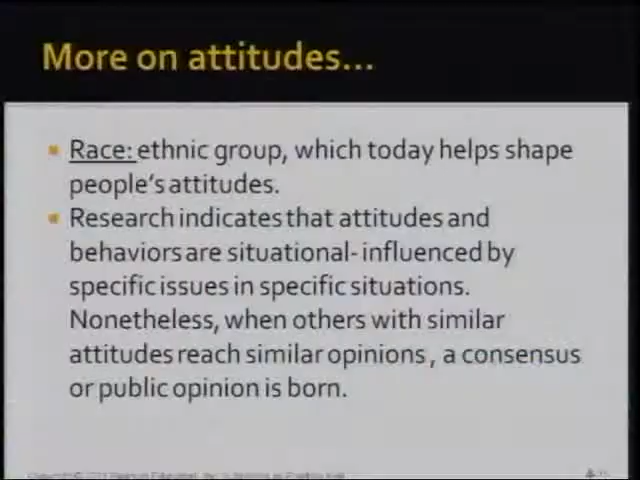 More on attitudes...
Race: ethnic group, which today helps shape
people's attitudes.
Research indicates that attitudes and
behaviors are situational- influenced by
specific issues in specific situations.
Nonetheless, when others with similar
attitudes reach similar opinions , a consensus
or public opinion is born.